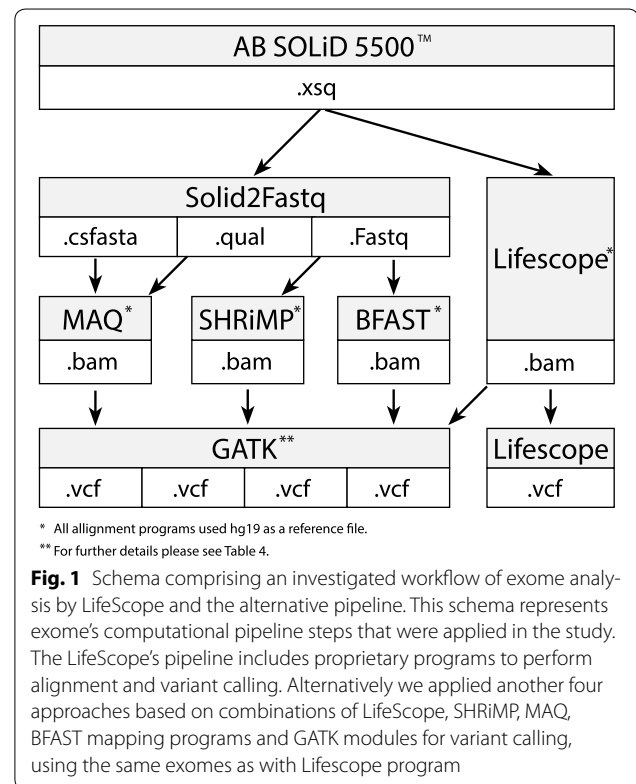 AB SOLiD 5500™
.xsq
Solid2Fastq
.csfasta .qual .Fastq
Lifescope*
MAQ* SHRiMP* BFAST*
.bam .bam .bam .bam
GATK** Lifescope
.vcf .vcf .vcf .vcf .vcf
* All allignment programs used hg19 as a reference file.
** For further details please see Table 4.
Fig. 1 Schema comprising an investigated workflow of exome analy-
sis by LifeScope and the alternative pipeline. This schema represents
exome's computational pipeline steps that were applied in the study.
The LifeScope's pipeline includes proprietary programs to perform
alignment and variant calling. Alternatively we applied another four
approaches based on combinations of LifeScope, SHRiMP, MAQ,
BFAST mapping programs and GATK modules for variant calling,
using the same exomes as with Lifescope program